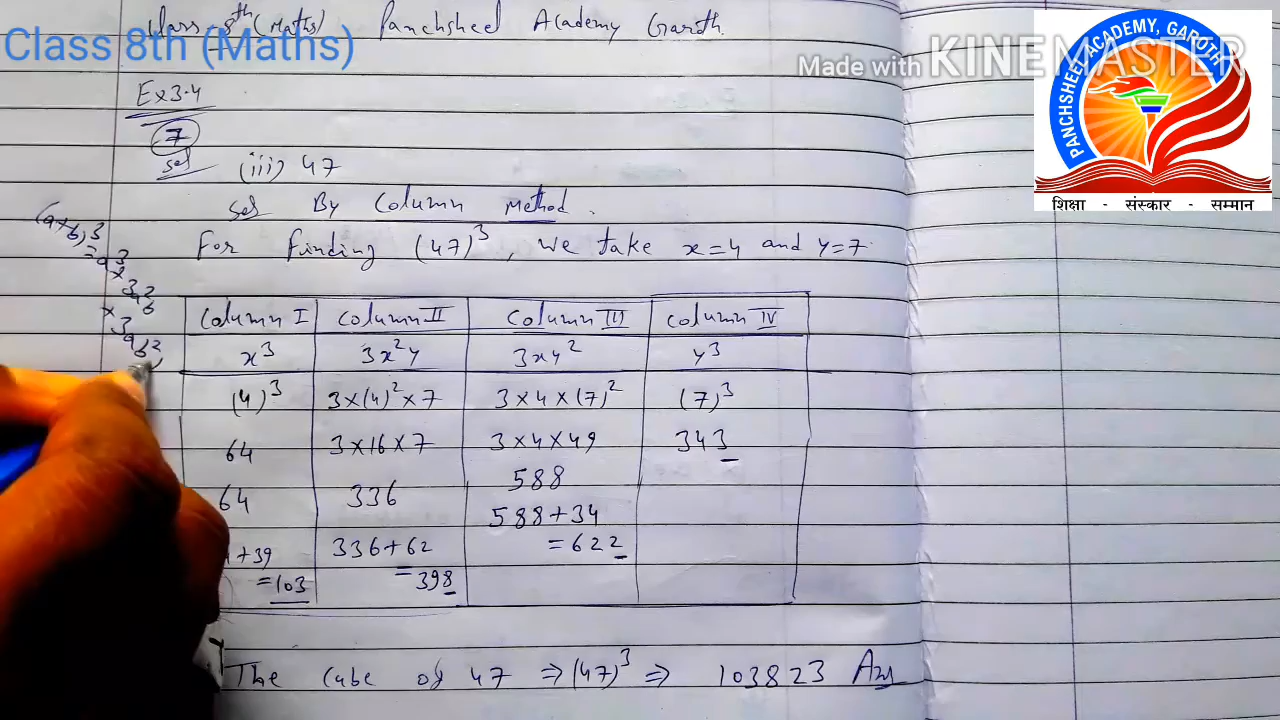 Class 8th (Maths) Panchsheel Academy Garoth
Class 8th (Maths)
Made with KINEMASTER
PANCHSHEEL ACADEMY, GAROTH
शिक्षा - संस्कार - सम्मान
Ex 3.4
7
sol (iii) 47
sol By Column Method.
For finding (47)³, we take x=4 and y=7.
(a+b)³
= a³
+
3a²b
+ 3ab²
Column I Column II Column III Column IV
x³ 3x²y 3xy² y³
(4)³ 3×(4)²×7 3×4×(7)² (7)³
64 3×16×7 3×4×49 343
588
64 336
588+34
+39 336+62 =622
=103 =398
The cube of 47 ⇒ (47)³ ⇒ 103823 Ans